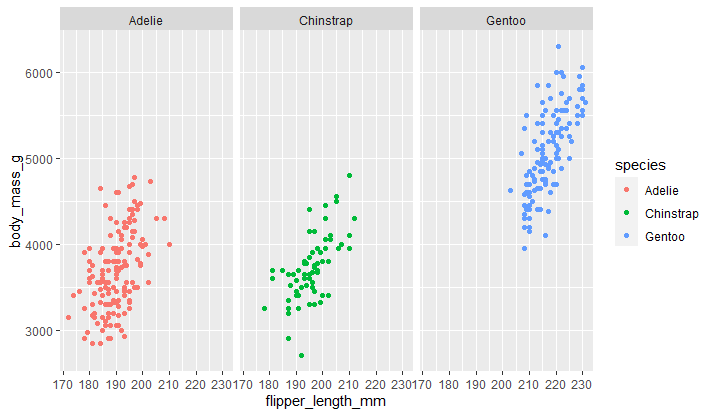 Adelie Chinstrap Gentoo
body_mass_g
6000
5000
4000
3000
170 180 190 200 210 220 230 170 180 190 200 210 220 230 170 180 190 200 210 220 230
flipper_length_mm
species
Adelie
Chinstrap
Gentoo